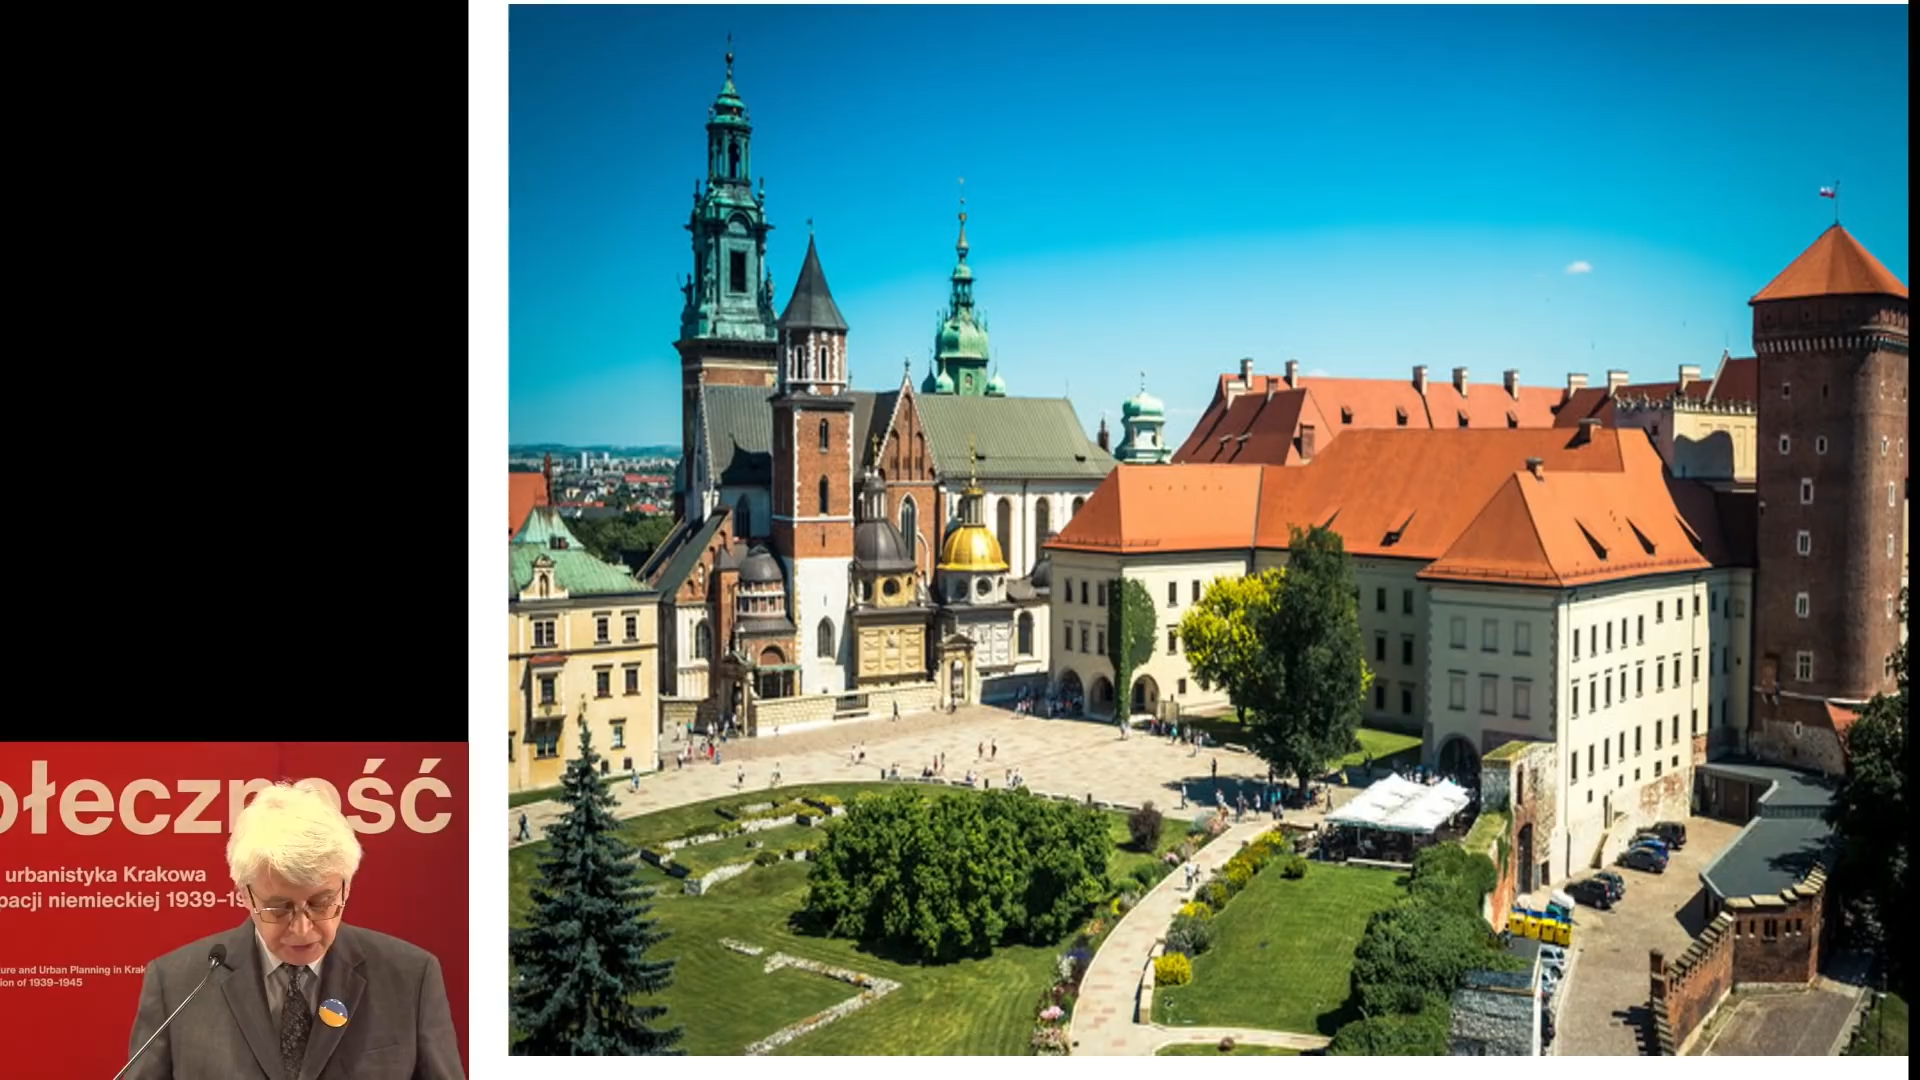 ołeczność
urbanistyka Krakowa
pacji niemieckiej 1939–19
ure and Urban Planning in Krak
ion of 1939–1945